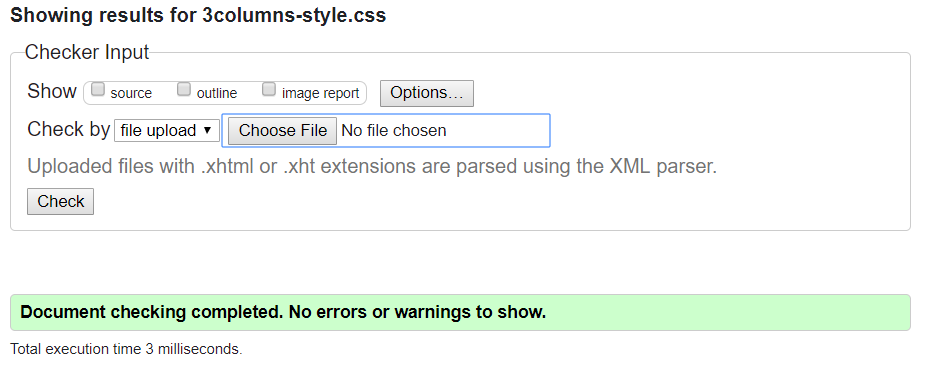 Showing results for 3columns-style.css
Checker Input
Show source outline image report Options…
Check by file upload Choose File No file chosen
Uploaded files with .xhtml or .xht extensions are parsed using the XML parser.
Check
Document checking completed. No errors or warnings to show.
Total execution time 3 milliseconds.